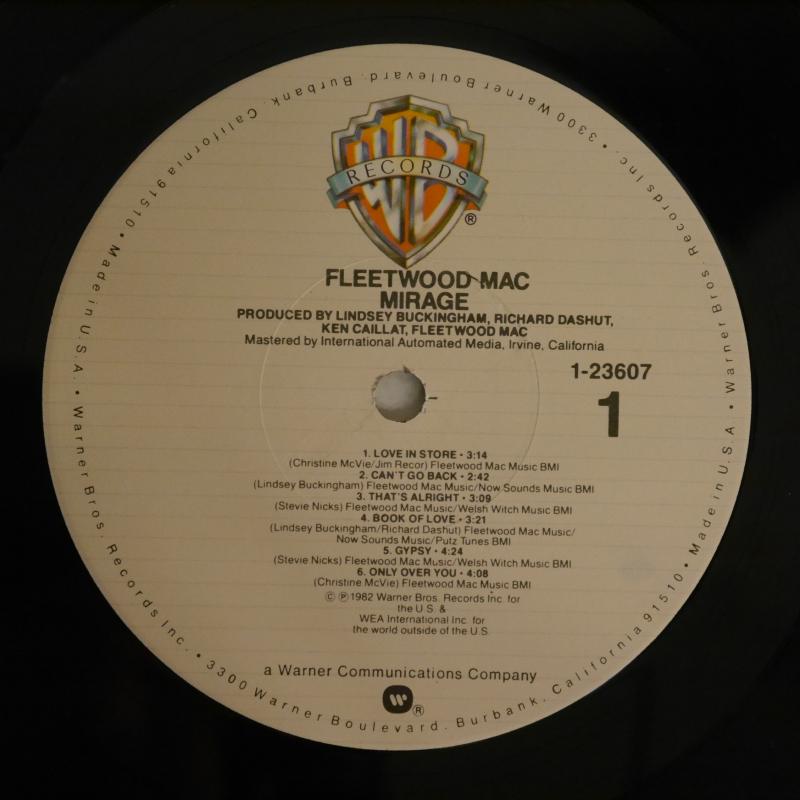 WB
RECORDS
®
FLEETWOOD MAC
MIRAGE
PRODUCED BY LINDSEY BUCKINGHAM, RICHARD DASHUT,
KEN CAILLAT, FLEETWOOD MAC
Mastered by International Automated Media, Irvine, California
1-23607
1
1. LOVE IN STORE • 3:14
(Christine McVie/Jim Recor) Fleetwood Mac Music BMI
2. CAN'T GO BACK • 2:42
(Lindsey Buckingham) Fleetwood Mac Music/Now Sounds Music BMI
3. THAT'S ALRIGHT • 3:09
(Stevie Nicks) Fleetwood Mac Music/Welsh Witch Music BMI
4. BOOK OF LOVE • 3:21
(Lindsey Buckingham/Richard Dashut) Fleetwood Mac Music/
Now Sounds Music/Putz Tunes BMI
5. GYPSY • 4:24
(Stevie Nicks) Fleetwood Mac Music/Welsh Witch Music BMI
6. ONLY OVER YOU • 4:08
(Christine McVie) Fleetwood Mac Music BMI
© ℗ 1982 Warner Bros. Records Inc. for
the U.S. &
WEA International Inc. for
the world outside of the U.S.
a Warner Communications Company
®
Warner Bros. Records Inc. • 3300 Warner Boulevard. Burbank. California 91510 • Made in U.S.A. • Warner Bros. Records Inc. • 3300 Warner Boulevard. Burbank. California 91510 • Made in U.S.A. •